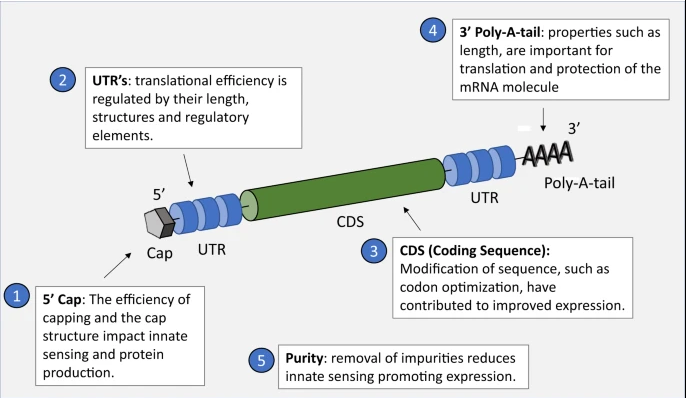 4
3’ Poly-A-tail: properties such as
length, are important for
translation and protection of the
mRNA molecule
2
UTR’s: translational efficiency is
regulated by their length,
structures and regulatory
elements.
3’
AAAA
Poly-A-tail
5’
UTR
CDS
UTR
Cap
3
CDS (Coding Sequence):
Modification of sequence, such as
codon optimization, have
contributed to improved expression.
1
5’ Cap: The efficiency of
capping and the cap
structure impact innate
sensing and protein
production.
5
Purity: removal of impurities reduces
innate sensing promoting expression.